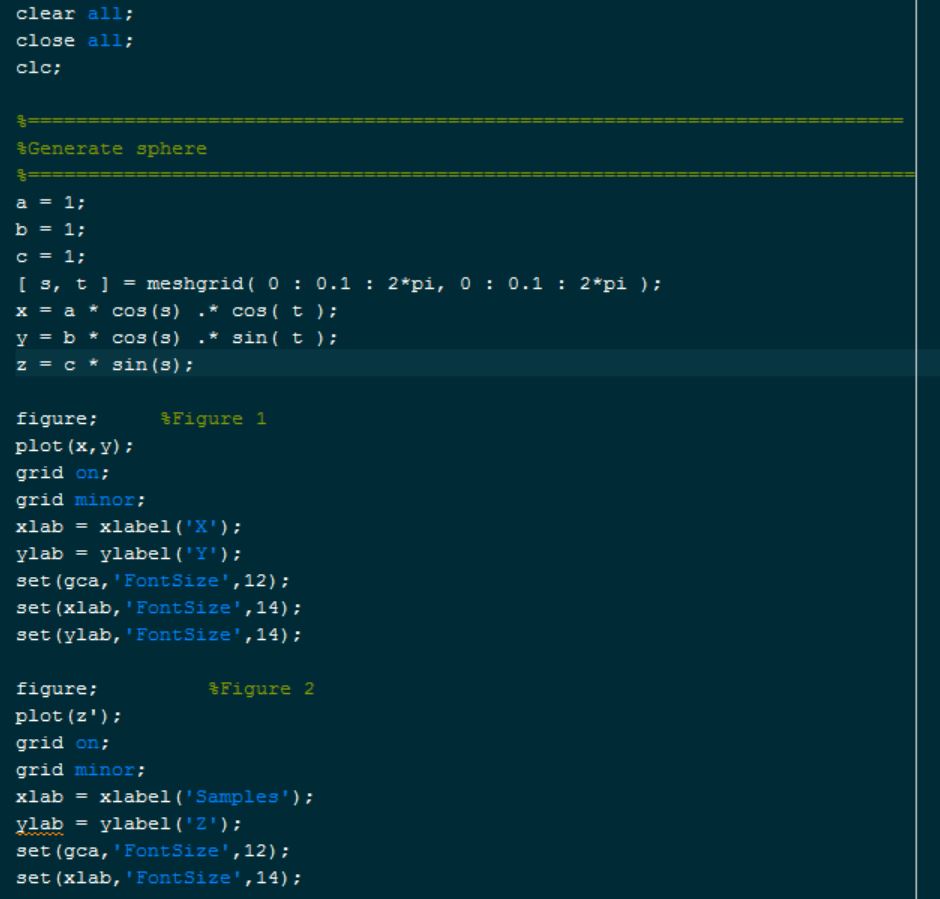 clear all;
close all;
clc;
%=========================================================================
%Generate sphere
%==========================================================================
a = 1;
b = 1;
c = 1;
[ s, t ] = meshgrid( 0 : 0.1 : 2*pi, 0 : 0.1 : 2*pi );
x = a * cos(s) .* cos( t );
y = b * cos(s) .* sin( t );
z = c * sin(s);
figure;     %Figure 1
plot(x,y);
grid on;
grid minor;
xlab = xlabel('X');
ylab = ylabel('Y');
set(gca,'FontSize',12);
set(xlab,'FontSize',14);
set(ylab,'FontSize',14);
figure;         %Figure 2
plot(z');
grid on;
grid minor;
xlab = xlabel('Samples');
ylab = ylabel('Z');
set(gca,'FontSize',12);
set(xlab,'FontSize',14);